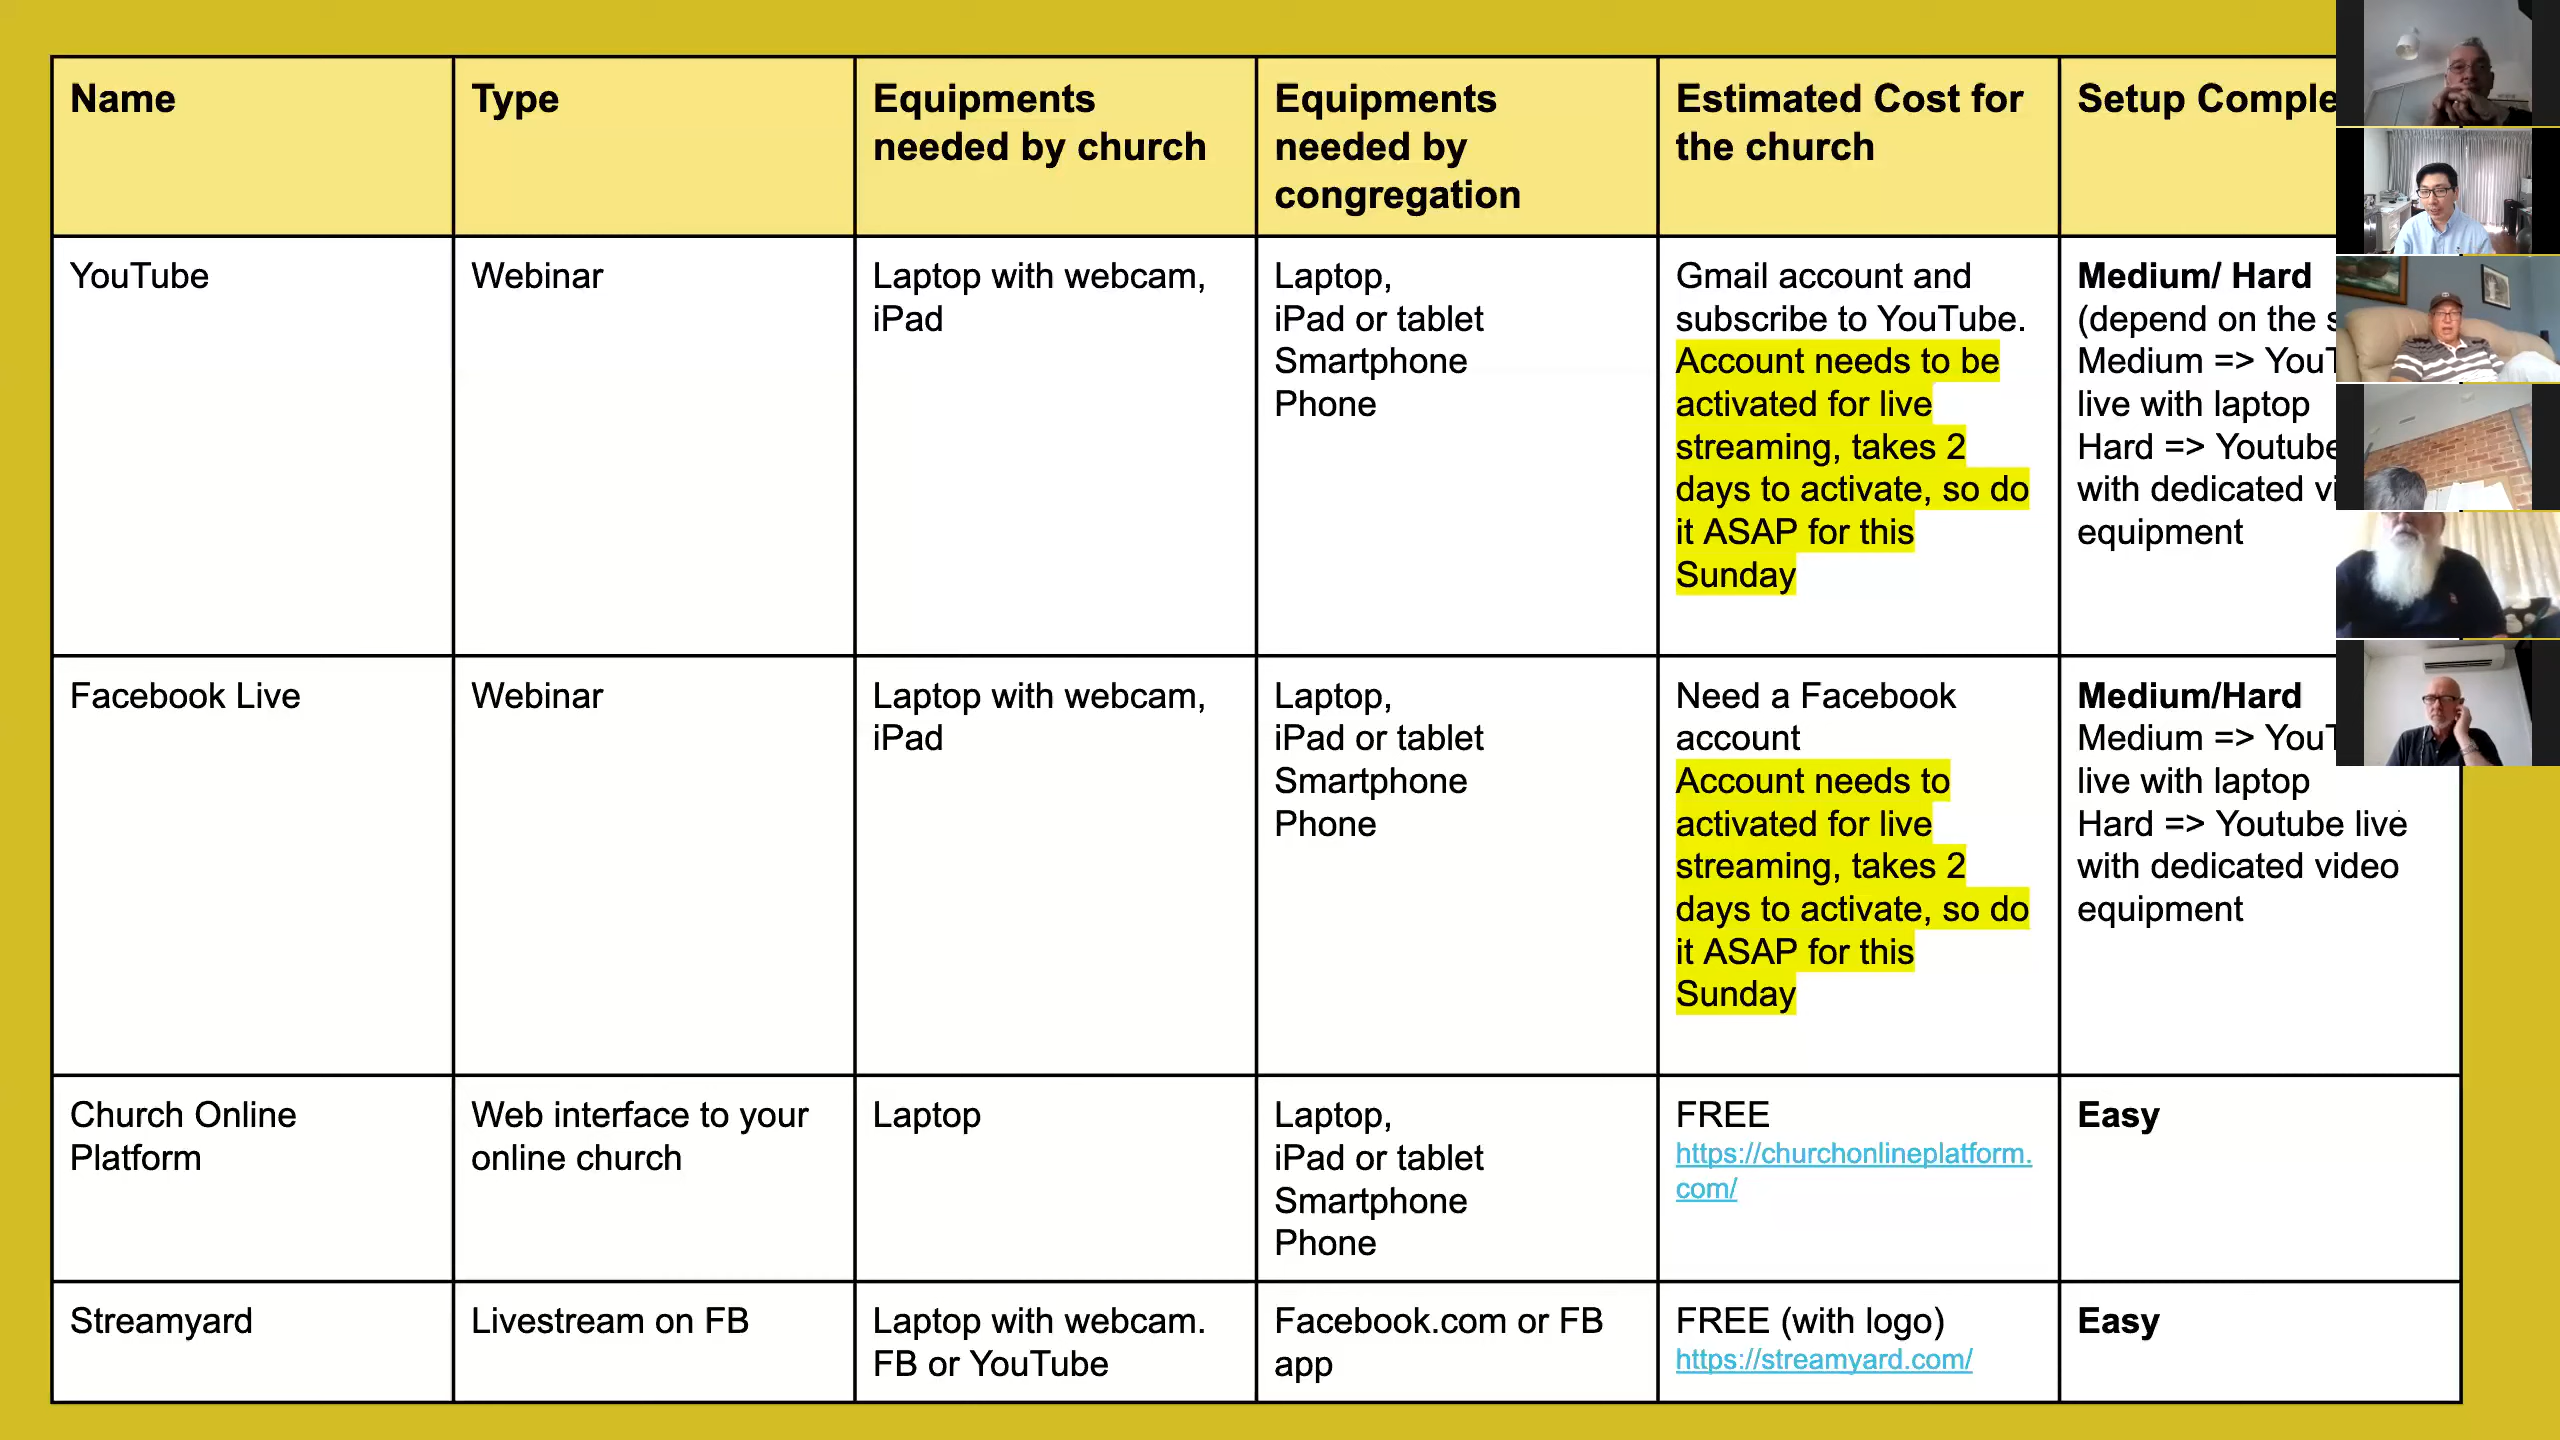 Name
Type
Equipments
needed by church
Equipments
needed by
congregation
Estimated Cost for
the church
Setup
YouTube
Webinar
Laptop with webcam,
iPad
Laptop,
iPad or tablet
Smartphone
Phone
Gmail account and
subscribe to YouTube.
Account needs to be
activated for live
streaming, takes 2
days to activate, so do
it ASAP for this
Sunday
Medium/ Hard
(depend on the
Medium =>
live with laptop
Hard => Youtube
with dedicated
equipment
Facebook Live
Webinar
Laptop with webcam,
iPad
Laptop,
iPad or tablet
Smartphone
Phone
Need a Facebook
account
Account needs to
activated for live
streaming, takes 2
days to activate, so do
it ASAP for this
Sunday
Medium/Hard
Medium =>
live with laptop
Hard => Youtube live
with dedicated video
equipment
Church Online
Platform
Web interface to your
online church
Laptop
Laptop,
iPad or tablet
Smartphone
Phone
FREE
https://churchonlineplatform.
com/
Easy
Streamyard
Livestream on FB
Laptop with webcam.
FB or YouTube
Facebook.com or FB
app
FREE (with logo)
https://streamyard.com/
Easy